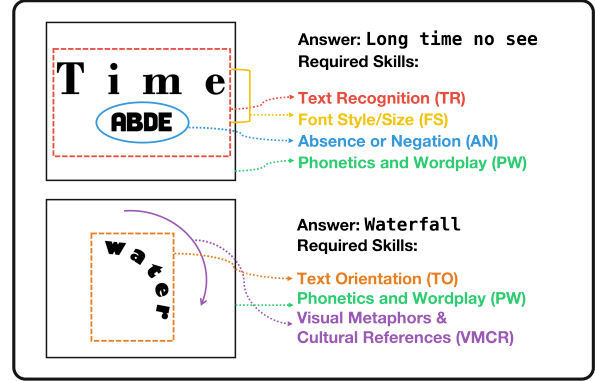 T i m e
ABDE
Answer: Long time no see
Required Skills:
Text Recognition (TR)
Font Style/Size (FS)
Absence or Negation (AN)
Phonetics and Wordplay (PW)
water
Answer: Waterfall
Required Skills:
Text Orientation (TO)
Phonetics and Wordplay (PW)
Visual Metaphors &
Cultural References (VMCR)